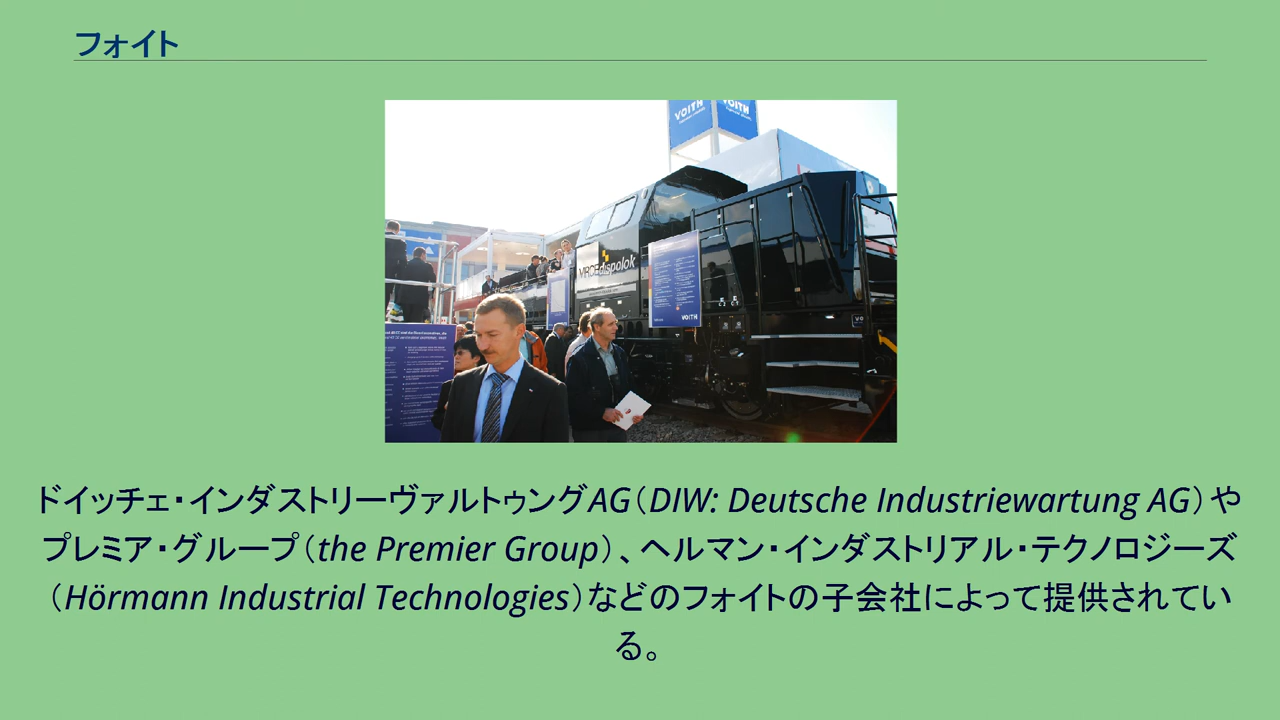 フォイト
VOITH
VOITH
dispolok
VOITH
ドイッチェ・インダストリーヴァルトゥングAG（DIW: Deutsche Industriewartung AG）や
プレミア・グループ（the Premier Group）、ヘルマン・インダストリアル・テクノロジーズ
（Hörmann Industrial Technologies）などのフォイトの子会社によって提供されてい
る。